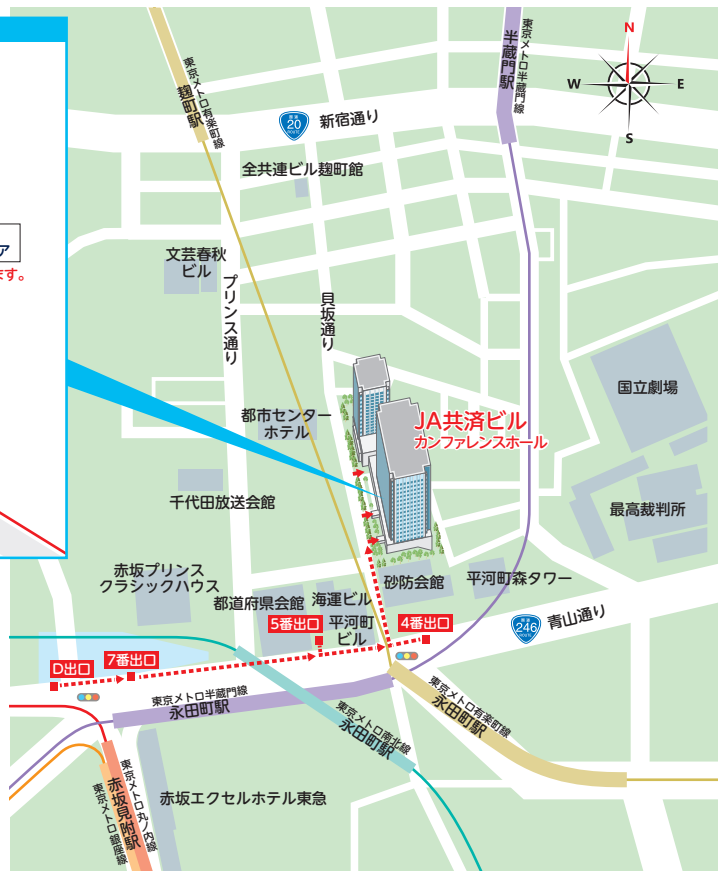 N
W
E
S
東京メトロ有楽町線
麹町駅
東京メトロ半蔵門線
半蔵門駅
国道
20
ROUTE
新宿通り
全共連ビル麹町館
ア
ます。
文芸春秋
ビル
プリンス通り
貝坂通り
国立劇場
都市センター
ホテル
JA共済ビル
カンファレンスホール
千代田放送会館
最高裁判所
赤坂プリンス
クラシックハウス
砂防会館
平河町森タワー
都道府県会館
海運ビル
平河町
ビル
5番出口
4番出口
国道
246
ROUTE
青山通り
D出口
7番出口
東京メトロ半蔵門線
永田町駅
東京メトロ南北線
永田町駅
東京メトロ有楽町線
永田町駅
東京メトロ丸ノ内線
赤坂見附駅
東京メトロ銀座線
赤坂エクセルホテル東急